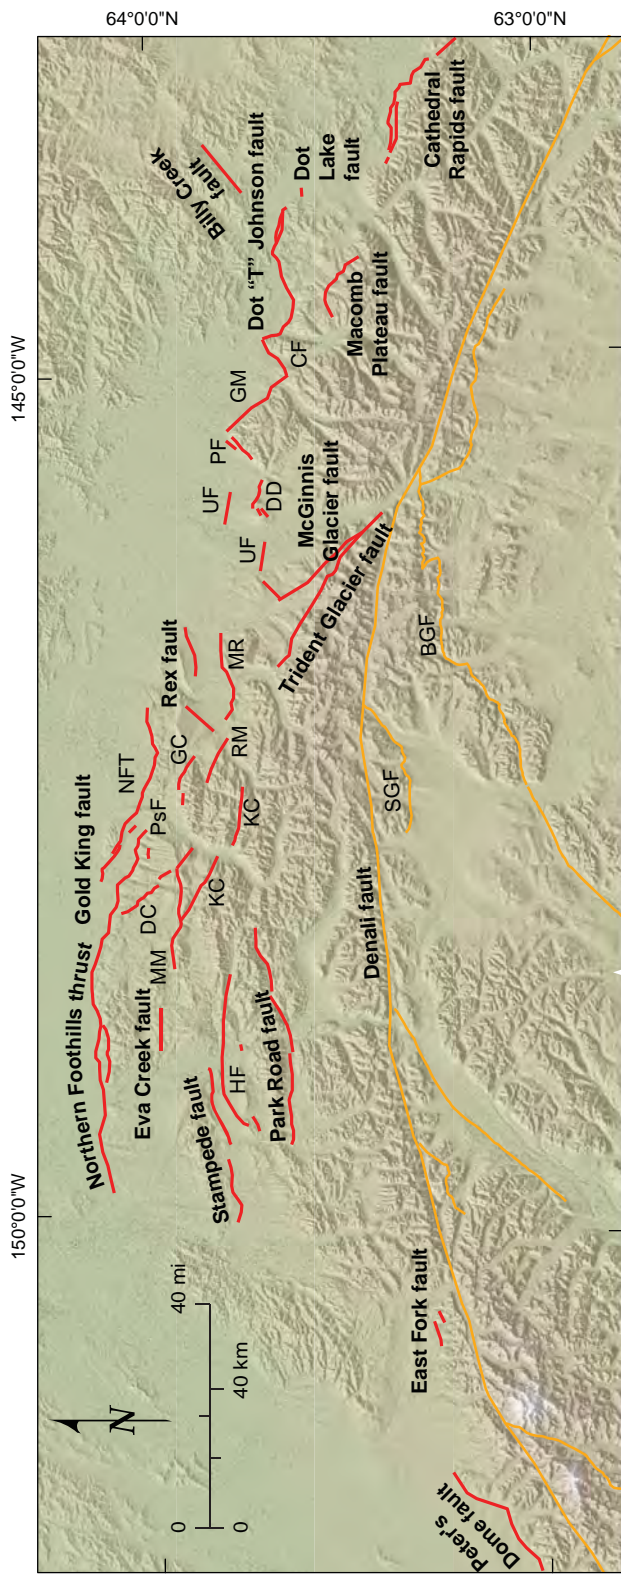 64°0'0"N
63°0'0"N
150°0'0"W
145°0'0"W
N
0
40 mi
0
40 km
Peter's
Dome fault
East Fork fault
Stampede fault
HF
Park Road fault
Northern Foothills thrust
Eva Creek fault
MM
DC
Gold King fault
PsF
NFT
KC
KC
GC
RM
Rex fault
MR
Denali fault
SGF
BGF
Trident Glacier fault
McGinnis
Glacier fault
UF
UF
DD
PF
GM
CF
Dot "T" Johnson fault
Macomb
Plateau fault
Billy Creek
fault
Dot
Lake
fault
Cathedral
Rapids fault